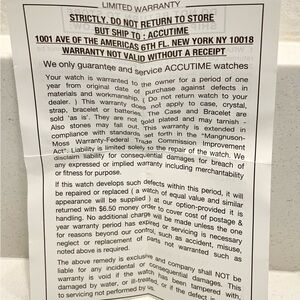 LIMITED WARRANTY
STRICTLY, DO NOT RETURN TO STORE
BUT SHIP TO : ACCUTIME
1001 AVE OF THE AMERICAS 6TH FL. NEW YORK NY 10018
WARRANTY NOT VALID WITHOUT A RECEIPT
We only guarantee and service ACCUTIME watches
Your watch is warranted to the owner for a period of one
year from original date of purchase against defects in
materials and workmanship. ( Do not return watch to your
dealer. ) This warranty does not apply to case, crystal,
strap, bracelet or batteries. The Case and Bracelet are
sold 'as is'. They are not gold plated and may tarnish -
Also stones may fall out. This warranty is extended in
compliance with standards set forth in the "Mangnuson-
Moss Warranty-Federal Trade Commission Improvement
Act". Liability is limited solely to the repair of the watch. We
disclaim liability for consequential damages for breach of
any expressed or implied warranty including merchantability
or fitness for purpose.
If this watch develops such defects within this period, it will
be repaired or replaced ( a watch of equal and similar
appearance will be supplied ) at our option-provided it is
returned with $6.50 money order to cover cost of postage &
handling. No additional charge will be made unless the one
year warranty period has expired or servicing is necessary
for reasons beyond our control, such as accident, misuse,
neglect or replacement of parts not warranted such as
noted above is required.
The above remedy is exclusive and company shall NOT be
liable for any incidental or consequential damages. This
warranty is void if the watch has been tampered with,
damaged by water, or ill-treated, or if the defect is
to servicing not performed by us.